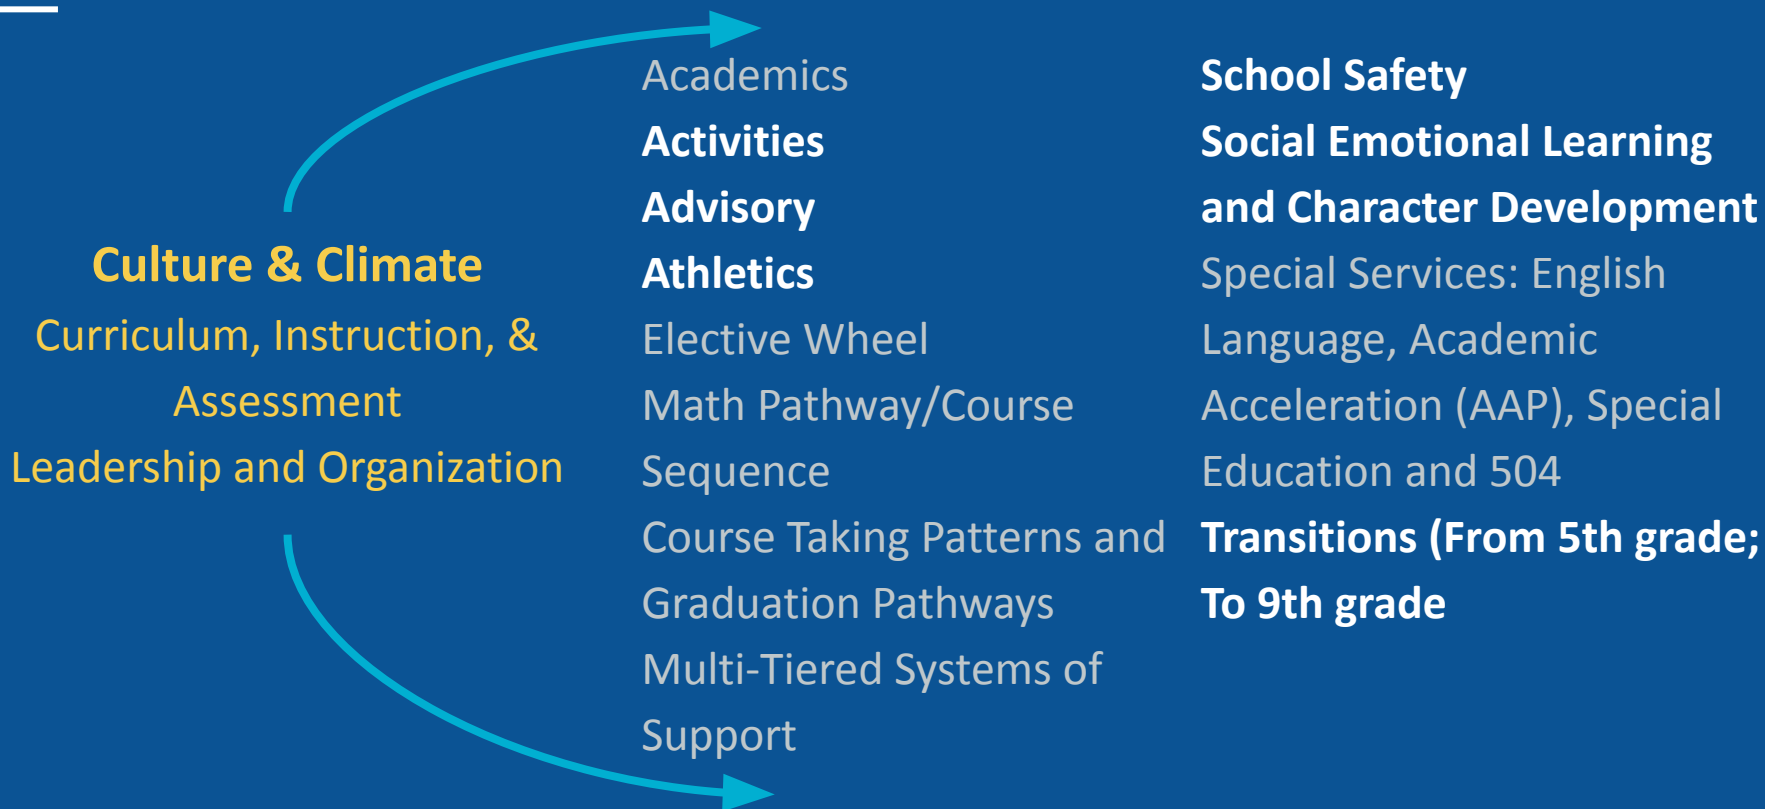 Culture & Climate
Curriculum, Instruction, &
Assessment
Leadership and Organization
Academics
Activities
Advisory
Athletics
Elective Wheel
Math Pathway/Course
Sequence
Course Taking Patterns and
Graduation Pathways
Multi-Tiered Systems of
Support
School Safety
Social Emotional Learning
and Character Development
Special Services: English
Language, Academic
Acceleration (AAP), Special
Education and 504
Transitions (From 5th grade;
To 9th grade